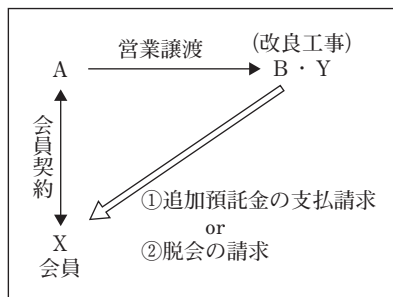 営業譲渡
(改良工事)
A
B・Y
会員契約
①追加預託金の支払請求
or
②脱会の請求
X
会員